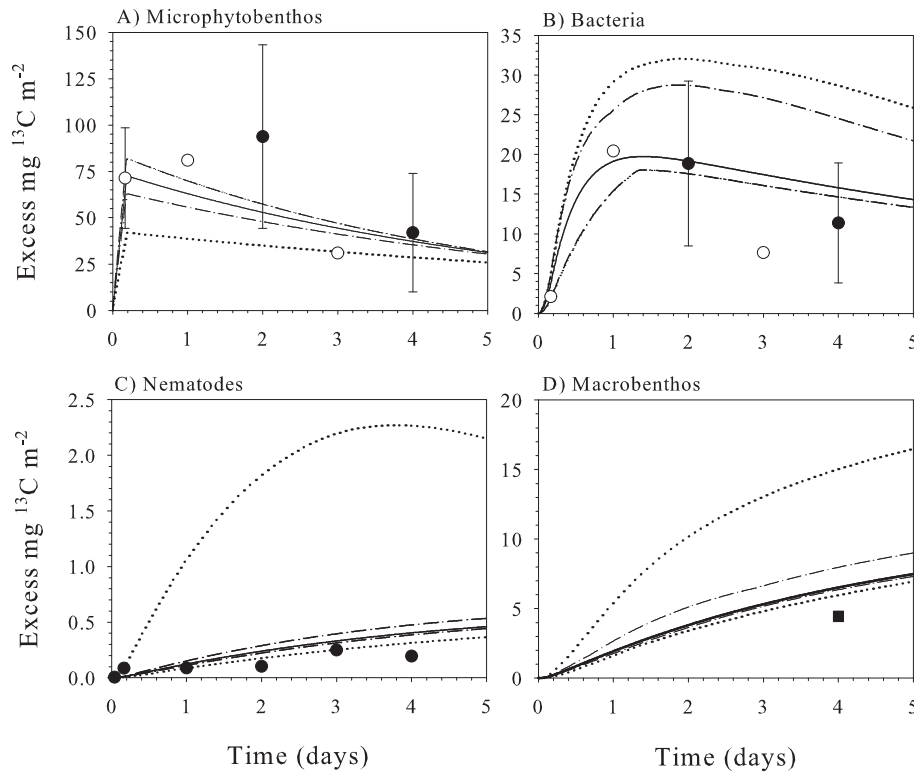 A) Microphytobenthos
B) Bacteria
Excess mg ¹³C m⁻²
150
125
100
75
50
25
0
0 1 2 3 4 5
35
30
25
20
15
10
5
0
0 1 2 3 4 5
C) Nematodes
D) Macrobenthos
Excess mg ¹³C m⁻²
2.5
2.0
1.5
1.0
0.5
0.0
0 1 2 3 4 5
Time (days)
20
15
10
5
0
0 1 2 3 4 5
Time (days)